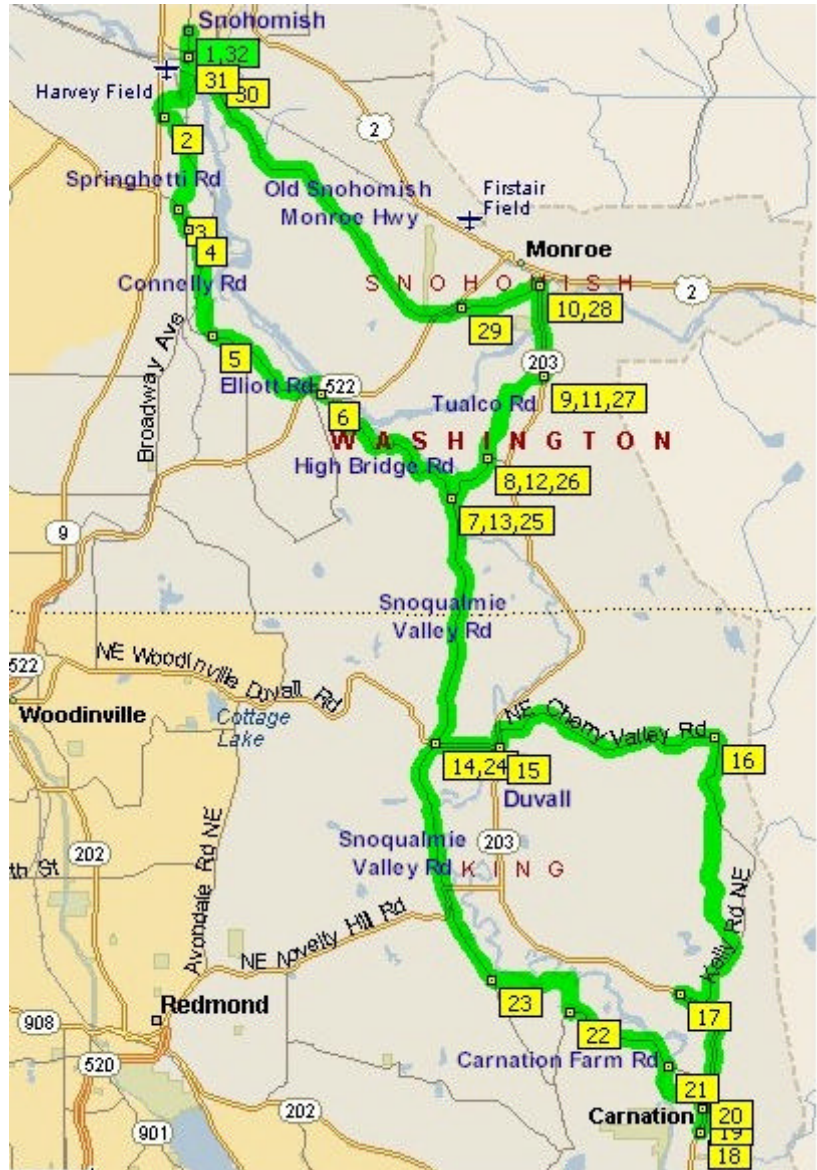 Snohomish
1,32
31
30
Harvey Field
2
2
Springhetti Rd
Old Snohomish
Monroe Hwy
Firstair
Field
3
4
Monroe
Connelly Rd
SNOHOMISH
2
10,28
29
5
Broadway Ave
Elliott Rd
522
203
9,11,27
Tualco Rd
6
WASHINGTON
High Bridge Rd
8,12,26
7,13,25
9
Snoqualmie
Valley Rd
522
NE Woodinville Duvall Rd
Woodinville
Cottage
Lake
NE Cherry Valley Rd
14,24
15
16
Duvall
202
Snoqualmie
Valley Rd
203
KING
th St
Avondale Rd NE
NE Novelty Hill Rd
Kelly Rd NE
Redmond
23
17
908
22
520
Carnation Farm Rd
21
202
Carnation
20
19
18
901